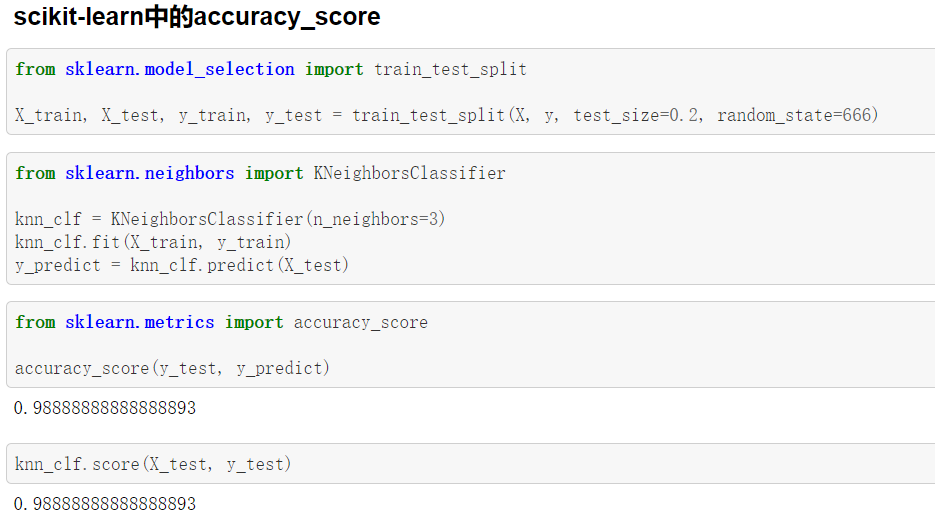 scikit-learn中的accuracy_score
from sklearn.model_selection import train_test_split
X_train, X_test, y_train, y_test = train_test_split(X, y, test_size=0.2, random_state=666)
from sklearn.neighbors import KNeighborsClassifier
knn_clf = KNeighborsClassifier(n_neighbors=3)
knn_clf.fit(X_train, y_train)
y_predict = knn_clf.predict(X_test)
from sklearn.metrics import accuracy_score
accuracy_score(y_test, y_predict)
0.98888888888888893
knn_clf.score(X_test, y_test)
0.98888888888888893